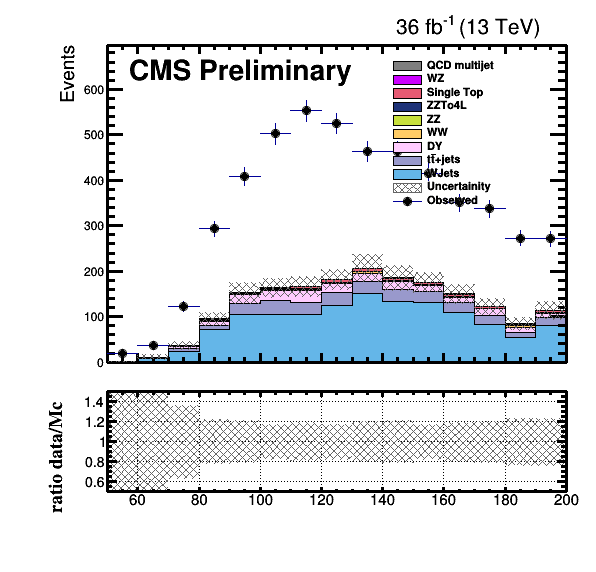 36 fb-1 (13 TeV)
CMS Preliminary
Events
600
500
400
300
200
100
0
QCD multijet
WZ
Single Top
ZZTo4L
ZZ
WW
DY
tt̄+jets
WJets
Uncertainity
Observed
ratio data/Mc
1.4
1.2
1
0.8
0.6
60 80 100 120 140 160 180 200